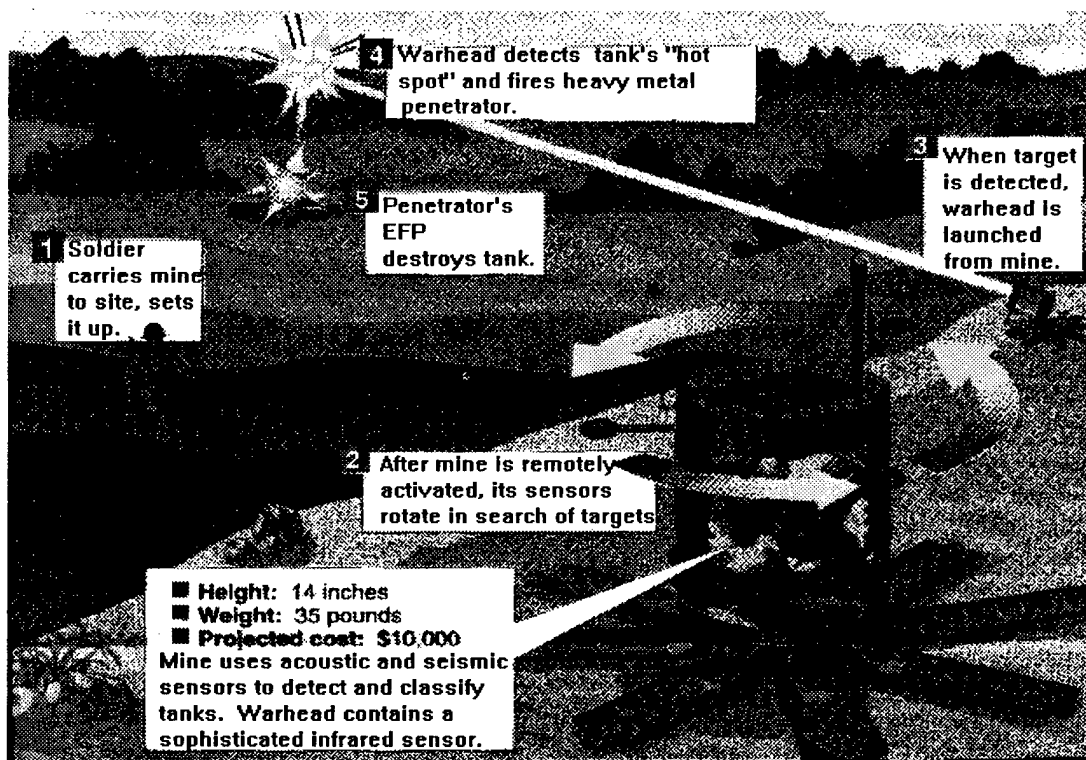 1 Soldier
carries mine
to site, sets
it up.
2 After mine is remotely
activated, its sensors
rotate in search of targets
3 When target
is detected,
warhead is
launched
from mine.
4 Warhead detects tank's "hot
spot" and fires heavy metal
penetrator.
5 Penetrator's
EFP
destroys tank.
Height: 14 inches
Weight: 35 pounds
Projected cost: $10,000
Mine uses acoustic and seismic
sensors to detect and classify
tanks. Warhead contains a
sophisticated infrared sensor.